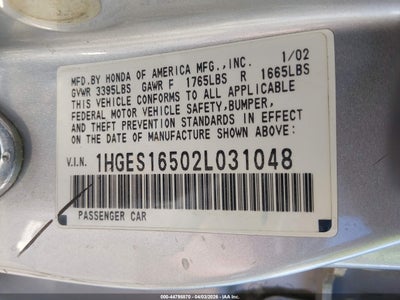 MFD.BY HONDA OF AMERICA MFG.,INC. 1/02
GVWR 3395LBS GAWR F 1765LBS R 1665LBS
THIS VEHICLE CONFORMS TO ALL APPLICABLE
FEDERAL MOTOR VEHICLE SAFETY,BUMPER,
AND THEFT PREVENTION STANDARDS IN EFFECT
ON THE DATE OF MANUFACTURE SHOWN ABOVE.
V.I.N. 1HGES16502L031048
PASSENGER CAR
000-44796870 - 04/03/2026 - IAA Inc.